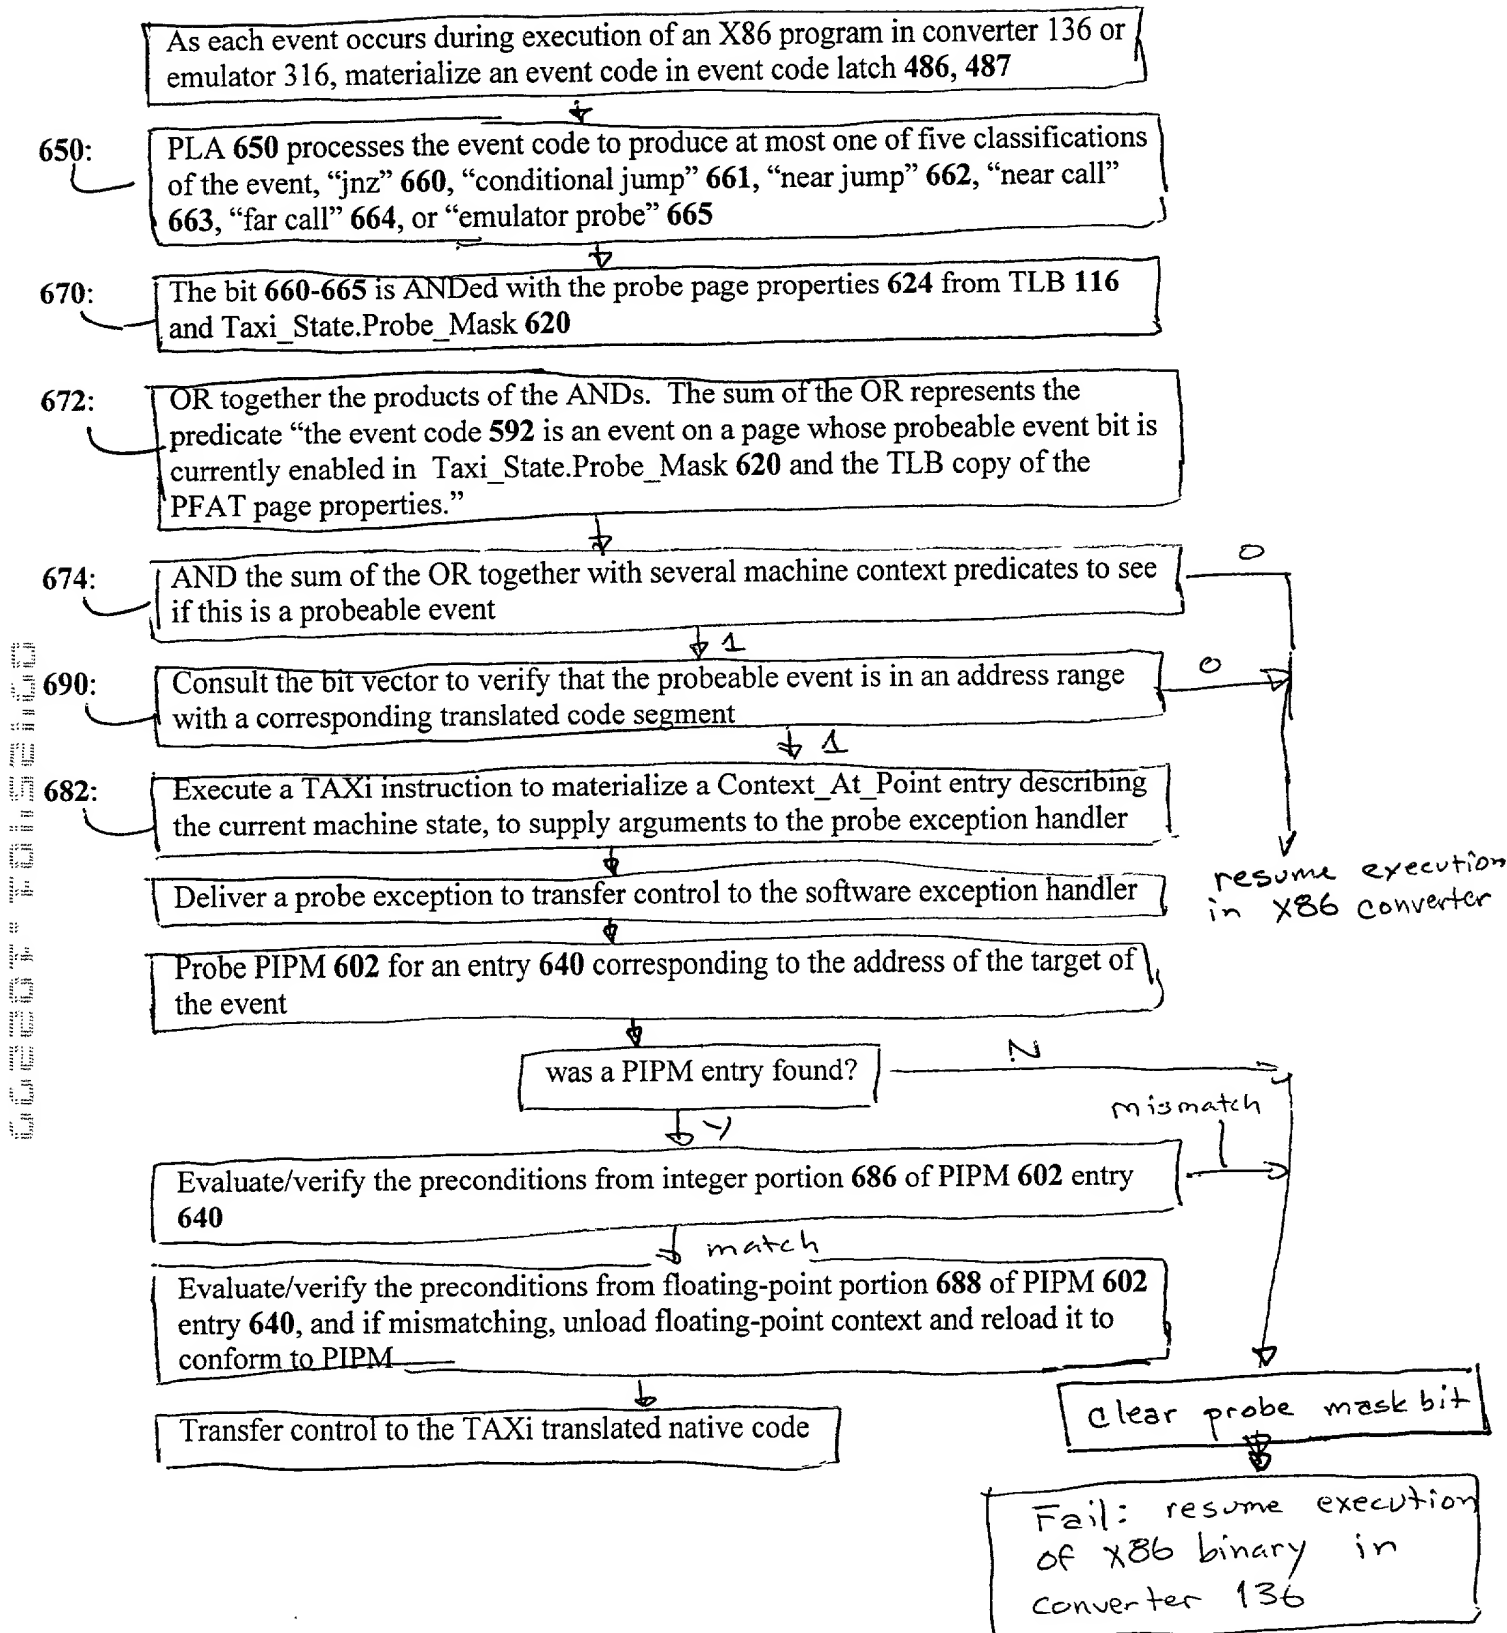 As each event occurs during execution of an X86 program in converter 136 or
emulator 316, materialize an event code in event code latch 486, 487
650:
PLA 650 processes the event code to produce at most one of five classifications
of the event, “jnz” 660, “conditional jump” 661, “near jump” 662, “near call”
663, “far call” 664, or “emulator probe” 665
670:
The bit 660-665 is ANDed with the probe page properties 624 from TLB 116
and Taxi_State.Probe_Mask 620
672:
OR together the products of the ANDs. The sum of the OR represents the
predicate “the event code 592 is an event on a page whose probeable event bit is
currently enabled in Taxi_State.Probe_Mask 620 and the TLB copy of the
PFAT page properties.”
674:
AND the sum of the OR together with several machine context predicates to see
if this is a probeable event
0
1
690:
Consult the bit vector to verify that the probeable event is in an address range
with a corresponding translated code segment
0
1
682:
Execute a TAXi instruction to materialize a Context_At_Point entry describing
the current machine state, to supply arguments to the probe exception handler
resume execution
in X86 converter
Deliver a probe exception to transfer control to the software exception handler
Probe PIPM 602 for an entry 640 corresponding to the address of the target of
the event
was a PIPM entry found?
N
Y
mismatch
Evaluate/verify the preconditions from integer portion 686 of PIPM 602 entry
640
match
Evaluate/verify the preconditions from floating-point portion 688 of PIPM 602
entry 640, and if mismatching, unload floating-point context and reload it to
conform to PIPM
Transfer control to the TAXi translated native code
clear probe mask bit
Fail: resume execution
of X86 binary in
converter 136